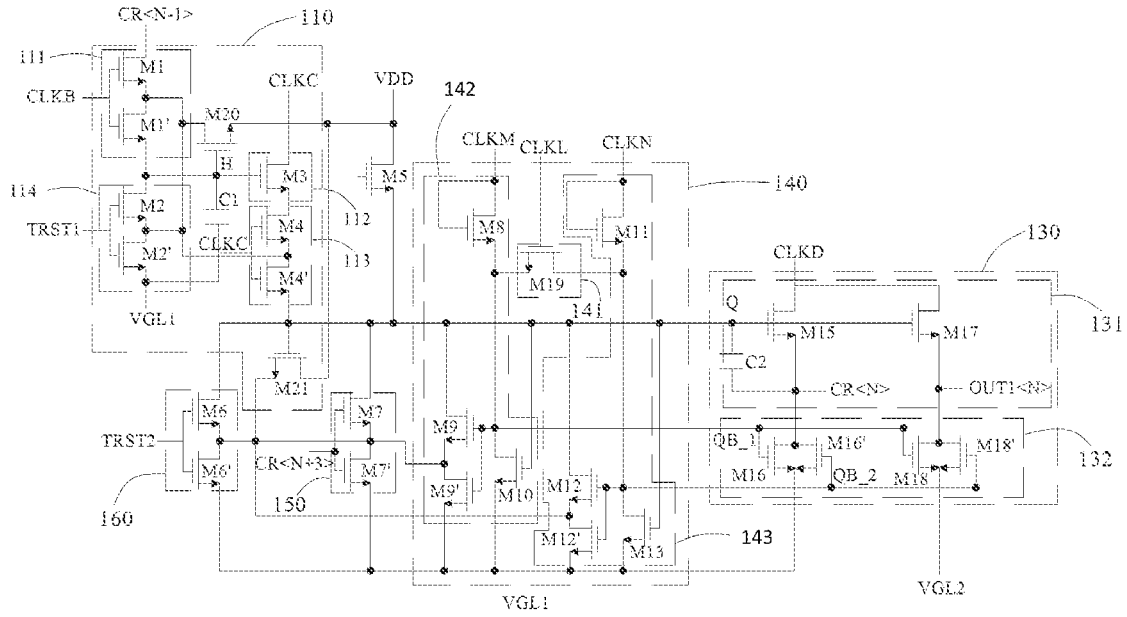 CR<N-1>
110
111
M1
CLKB
M1'
M20
CLKC
VDD
142
CLKM
CLKL
CLKN
H
M3
M5
140
114
M2
C1
112
M8
M11
TRST1
M4
CLKC
113
M2'
M4'
M19
141
CLKD
130
VGL1
Q
M15
M17
131
C2
M21
CR<N>
OUT1<N>
M6
M7
TRST2
M9
QB_1
M16'
M18'
132
CR<N+3>
M6'
M7'
M9'
M10
M12
M16
QB_2
M18
160
150
M12'
M13
143
VGL1
VGL2